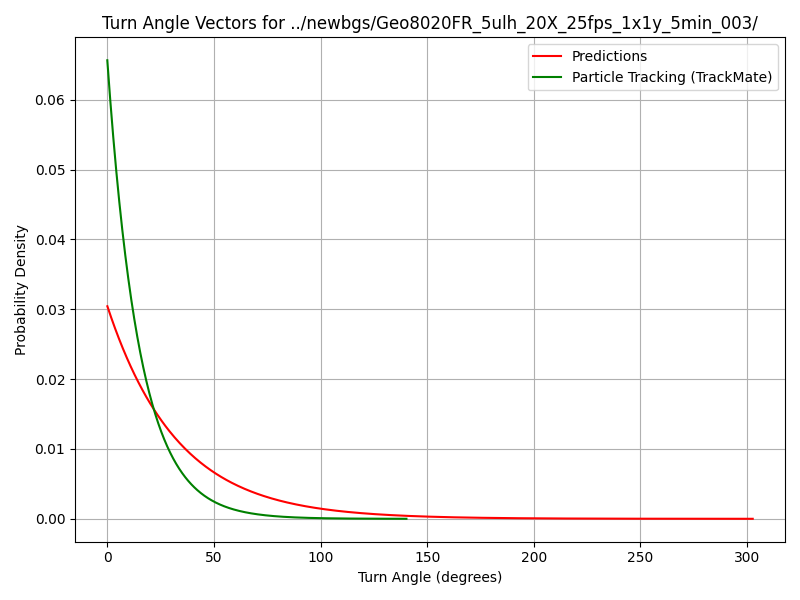 Turn Angle Vectors for ../newbgs/Geo8020FR_5ulh_20X_25fps_1x1y_5min_003/
Predictions
Particle Tracking (TrackMate)
0.06
0.05
0.04
0.03
0.02
0.01
0.00
Probability Density
0 50 100 150 200 250 300
Turn Angle (degrees)